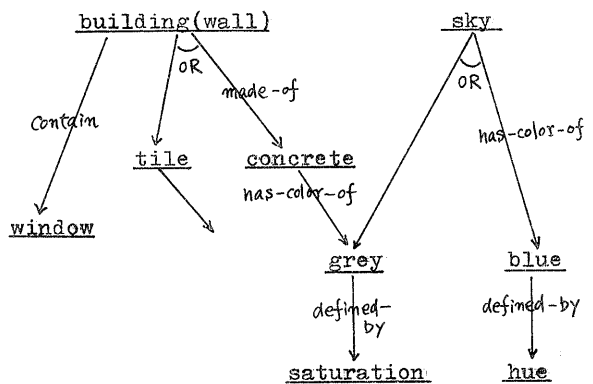 building(wall)
sky
OR
OR
made-of
contain
has-color-of
tile
concrete
has-color-of
window
grey
blue
defined-
by
defined-by
saturation
hue